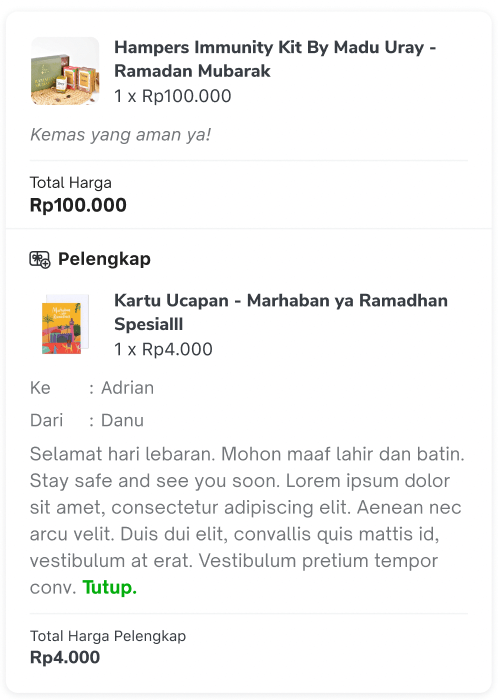 Hampers Immunity Kit By Madu Uray -
Ramadan Mubarak
1 x Rp100.000
Kemas yang aman ya!
Total Harga
Rp100.000
Pelengkap
Kartu Ucapan - Marhaban ya Ramadhan
Spesialll
1 x Rp4.000
Ke : Adrian
Dari : Danu
Selamat hari lebaran. Mohon maaf lahir dan batin.
Stay safe and see you soon. Lorem ipsum dolor
sit amet, consectetur adipiscing elit. Aenean nec
arcu velit. Duis dui elit, convallis quis mattis id,
vestibulum at erat. Vestibulum pretium tempor
conv. Tutup.
Total Harga Pelengkap
Rp4.000